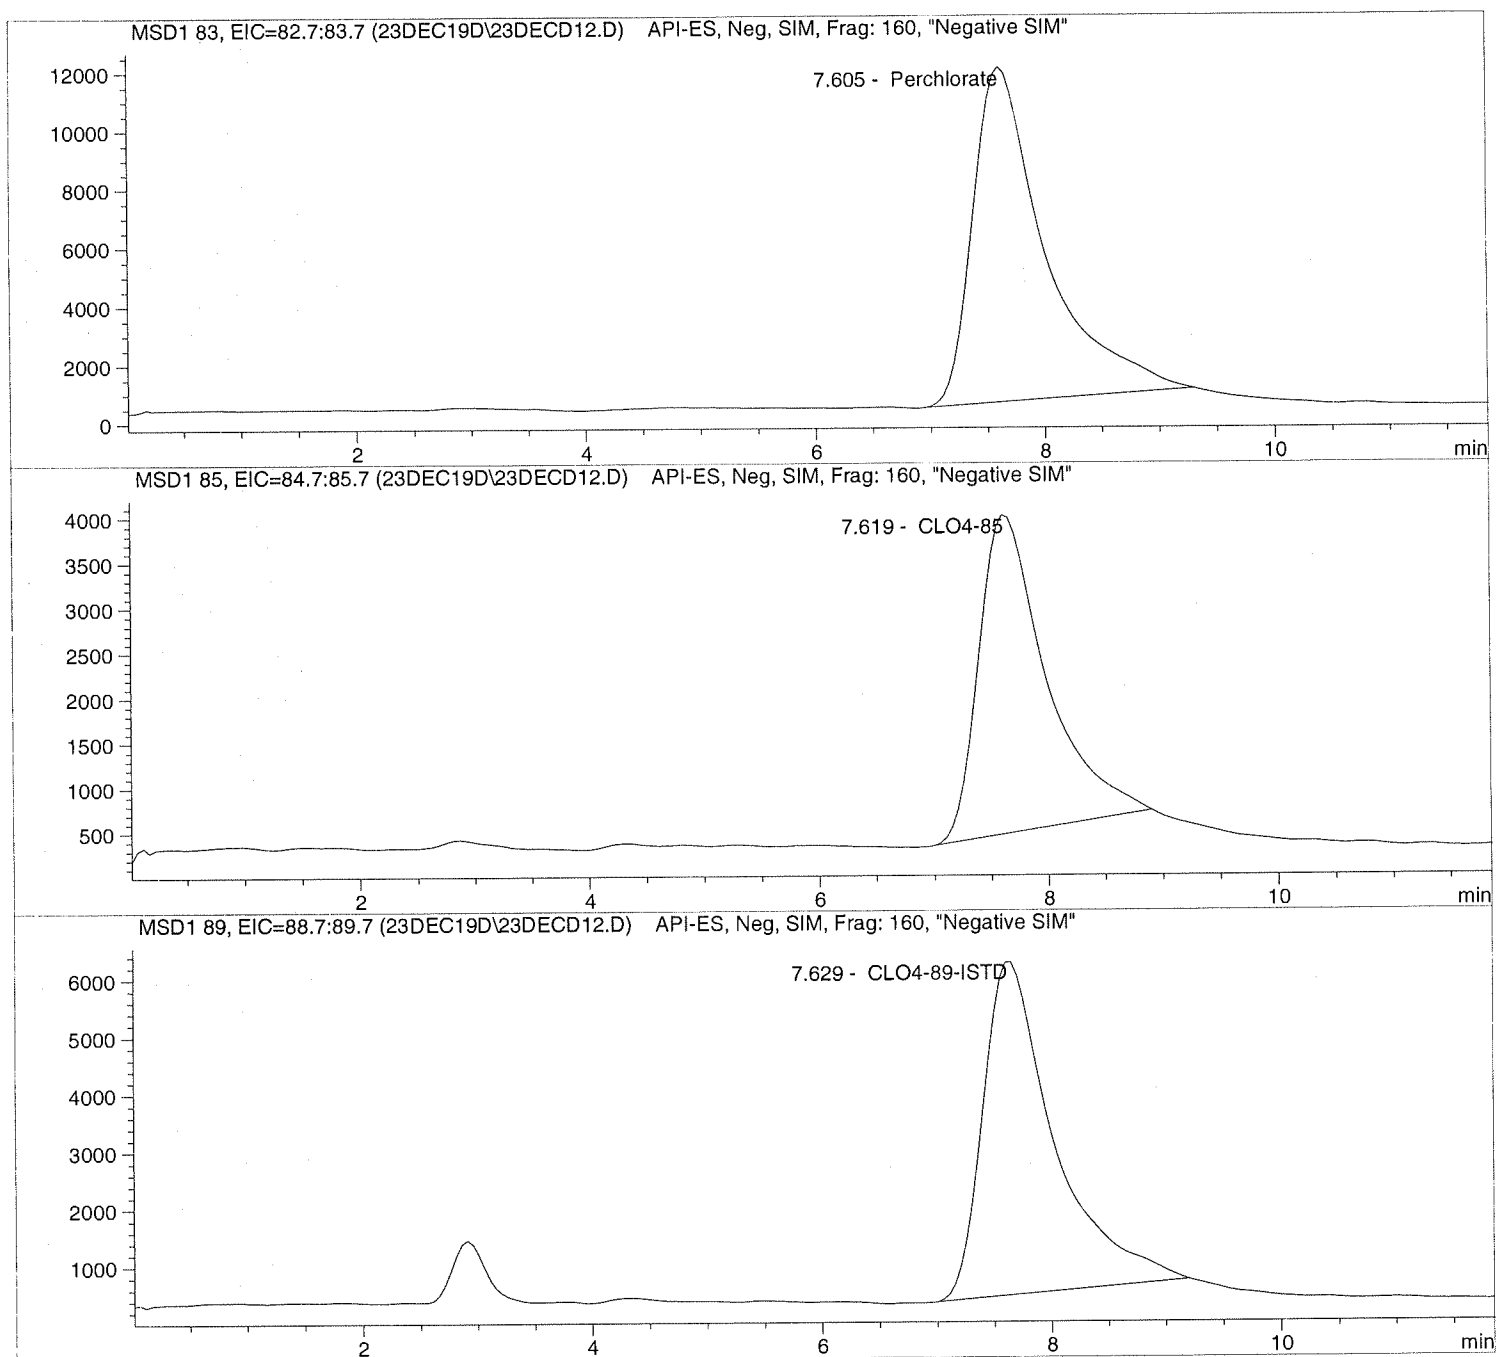 MSD1 83, EIC=82.7:83.7 (23DEC19D\23DECD12.D) API-ES, Neg, SIM, Frag: 160, "Negative SIM"
12000
7.605 - Perchlorate
10000
8000
6000
4000
2000
0
2 4 6 8 10 min
MSD1 85, EIC=84.7:85.7 (23DEC19D\23DECD12.D) API-ES, Neg, SIM, Frag: 160, "Negative SIM"
4000
7.619 - CLO4-85
3500
3000
2500
2000
1500
1000
500
2 4 6 8 10 min
MSD1 89, EIC=88.7:89.7 (23DEC19D\23DECD12.D) API-ES, Neg, SIM, Frag: 160, "Negative SIM"
6000
7.629 - CLO4-89-ISTD
5000
4000
3000
2000
1000
2 4 6 8 10 min